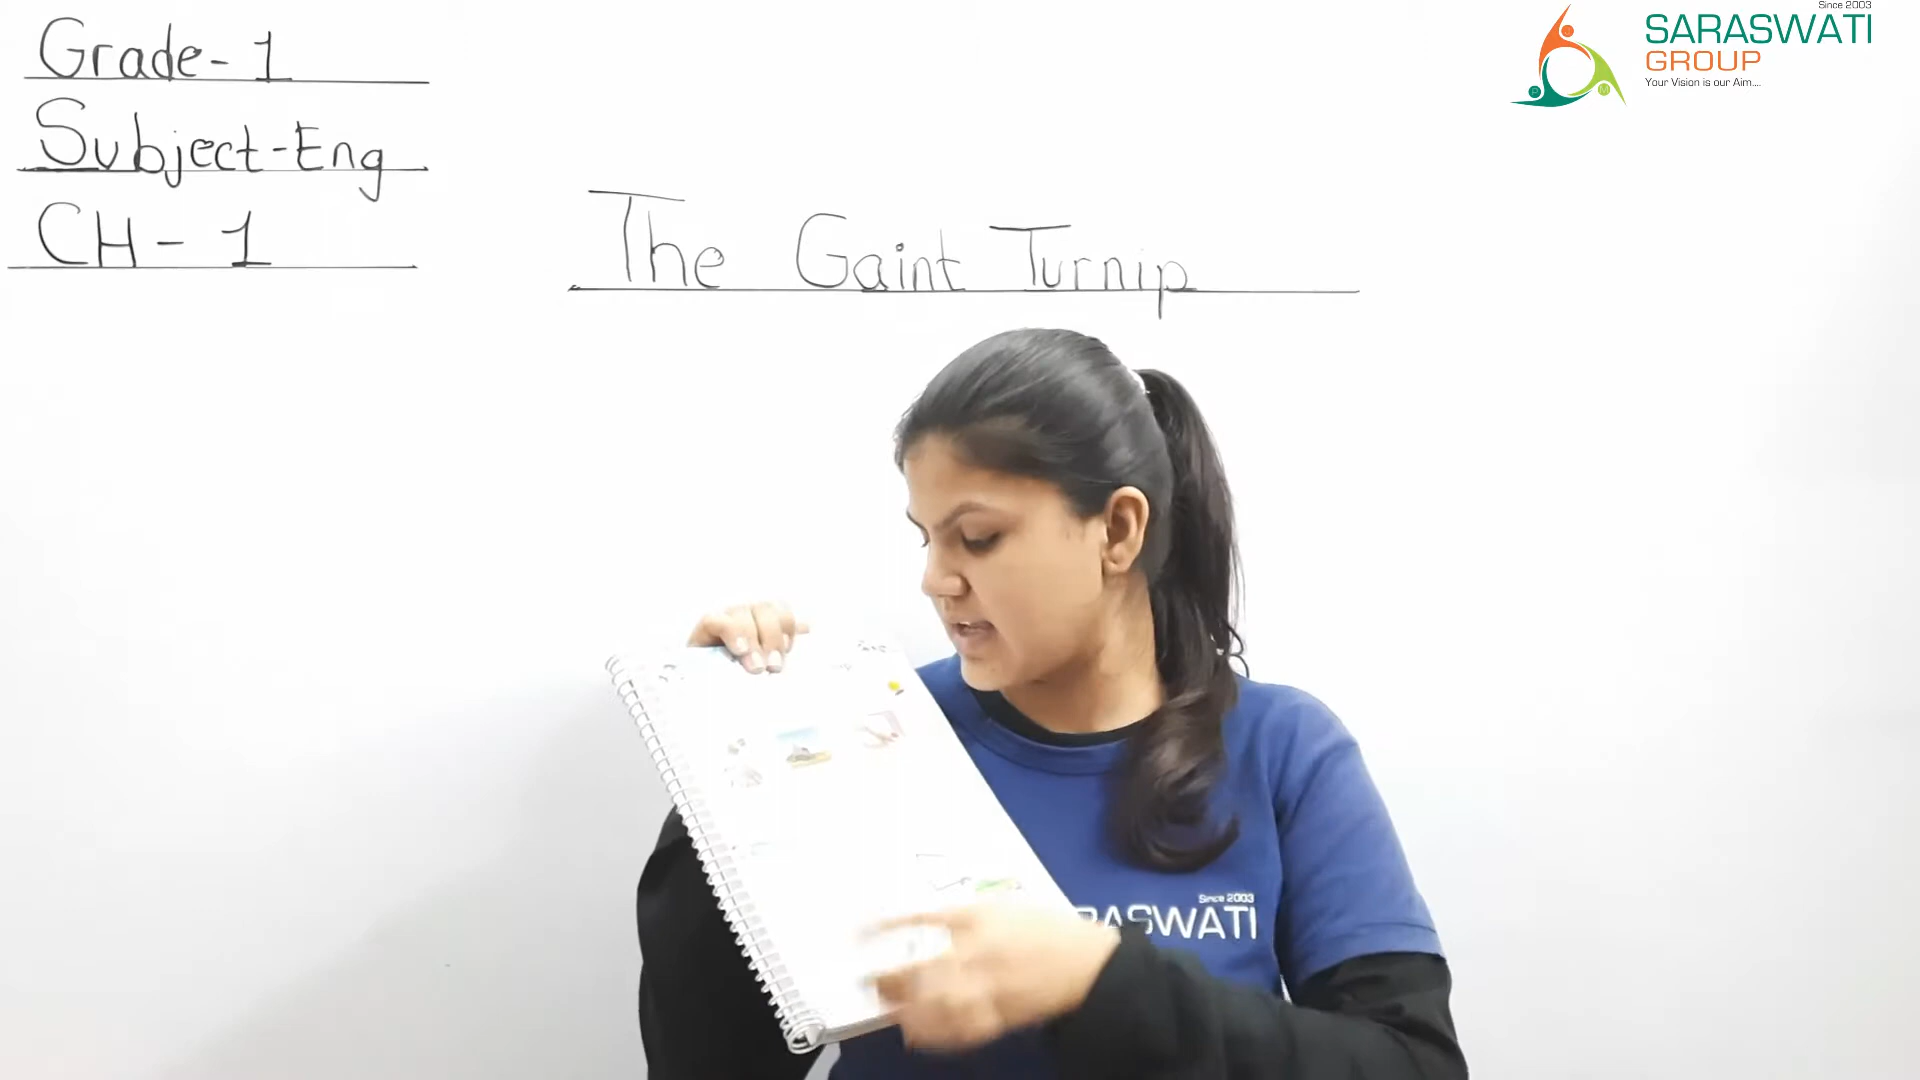 Grade-1
Subject-Eng
CH-1
The Gaint Turnip
Since 2003
SARASWATI
GROUP
Your Vision is our Aim....
Since 2003
RASWATI